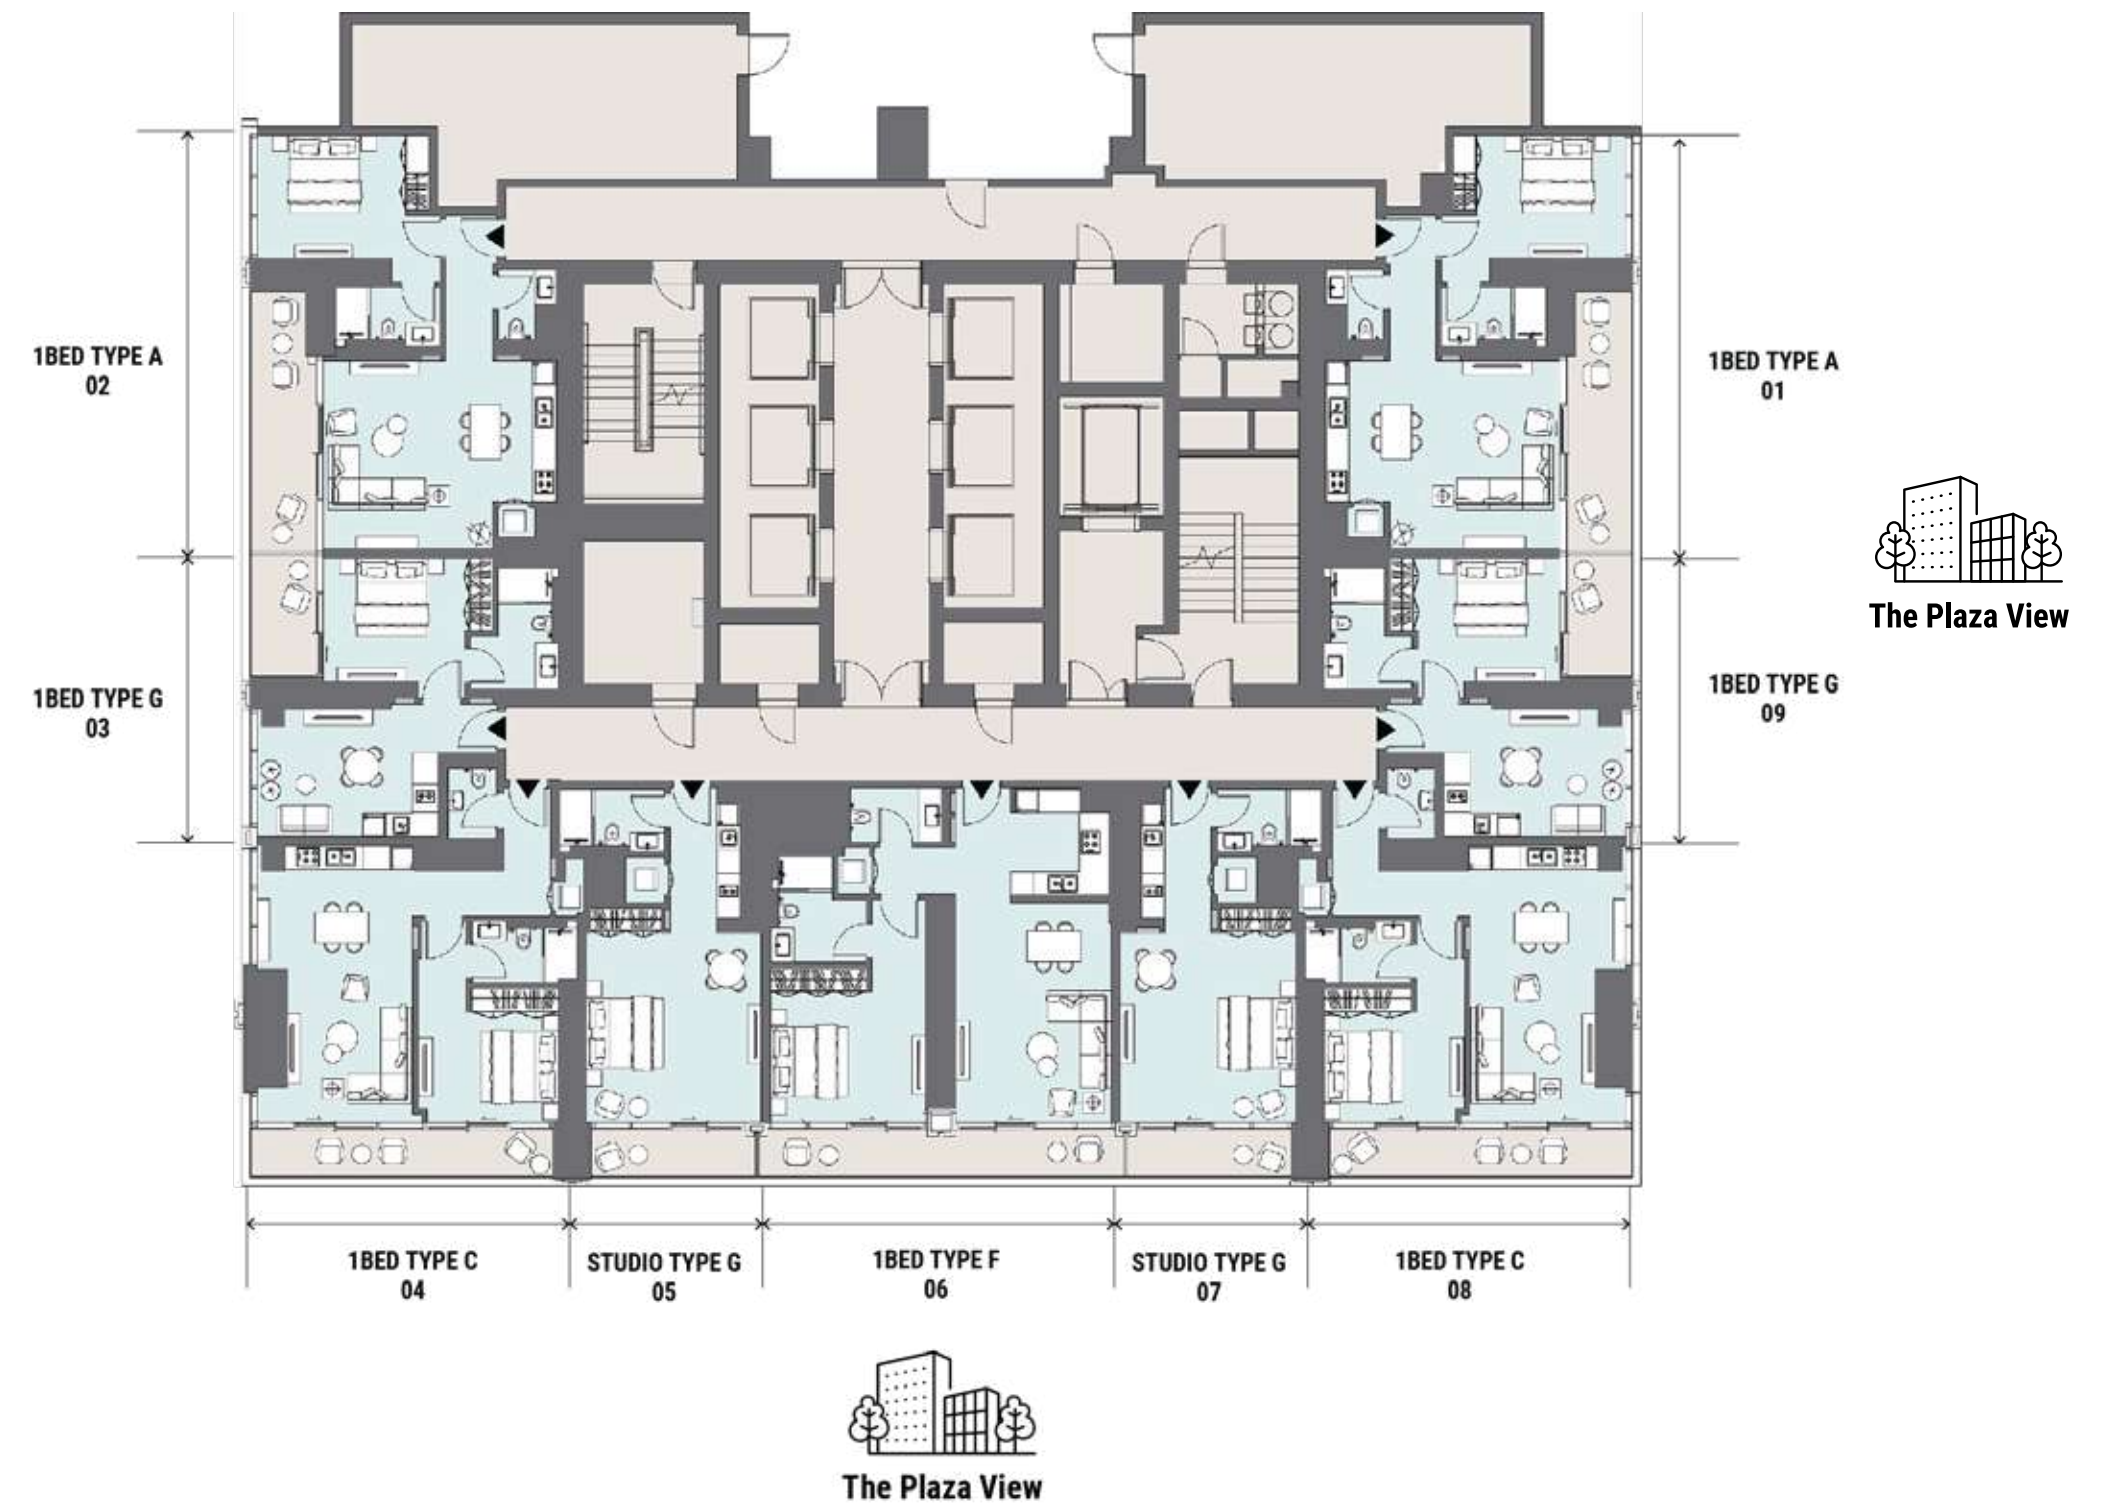 1BED TYPE A
02
1BED TYPE A
01
The Plaza View
1BED TYPE G
03
1BED TYPE G
09
1BED TYPE C
04
STUDIO TYPE G
05
1BED TYPE F
06
STUDIO TYPE G
07
1BED TYPE C
08
The Plaza View